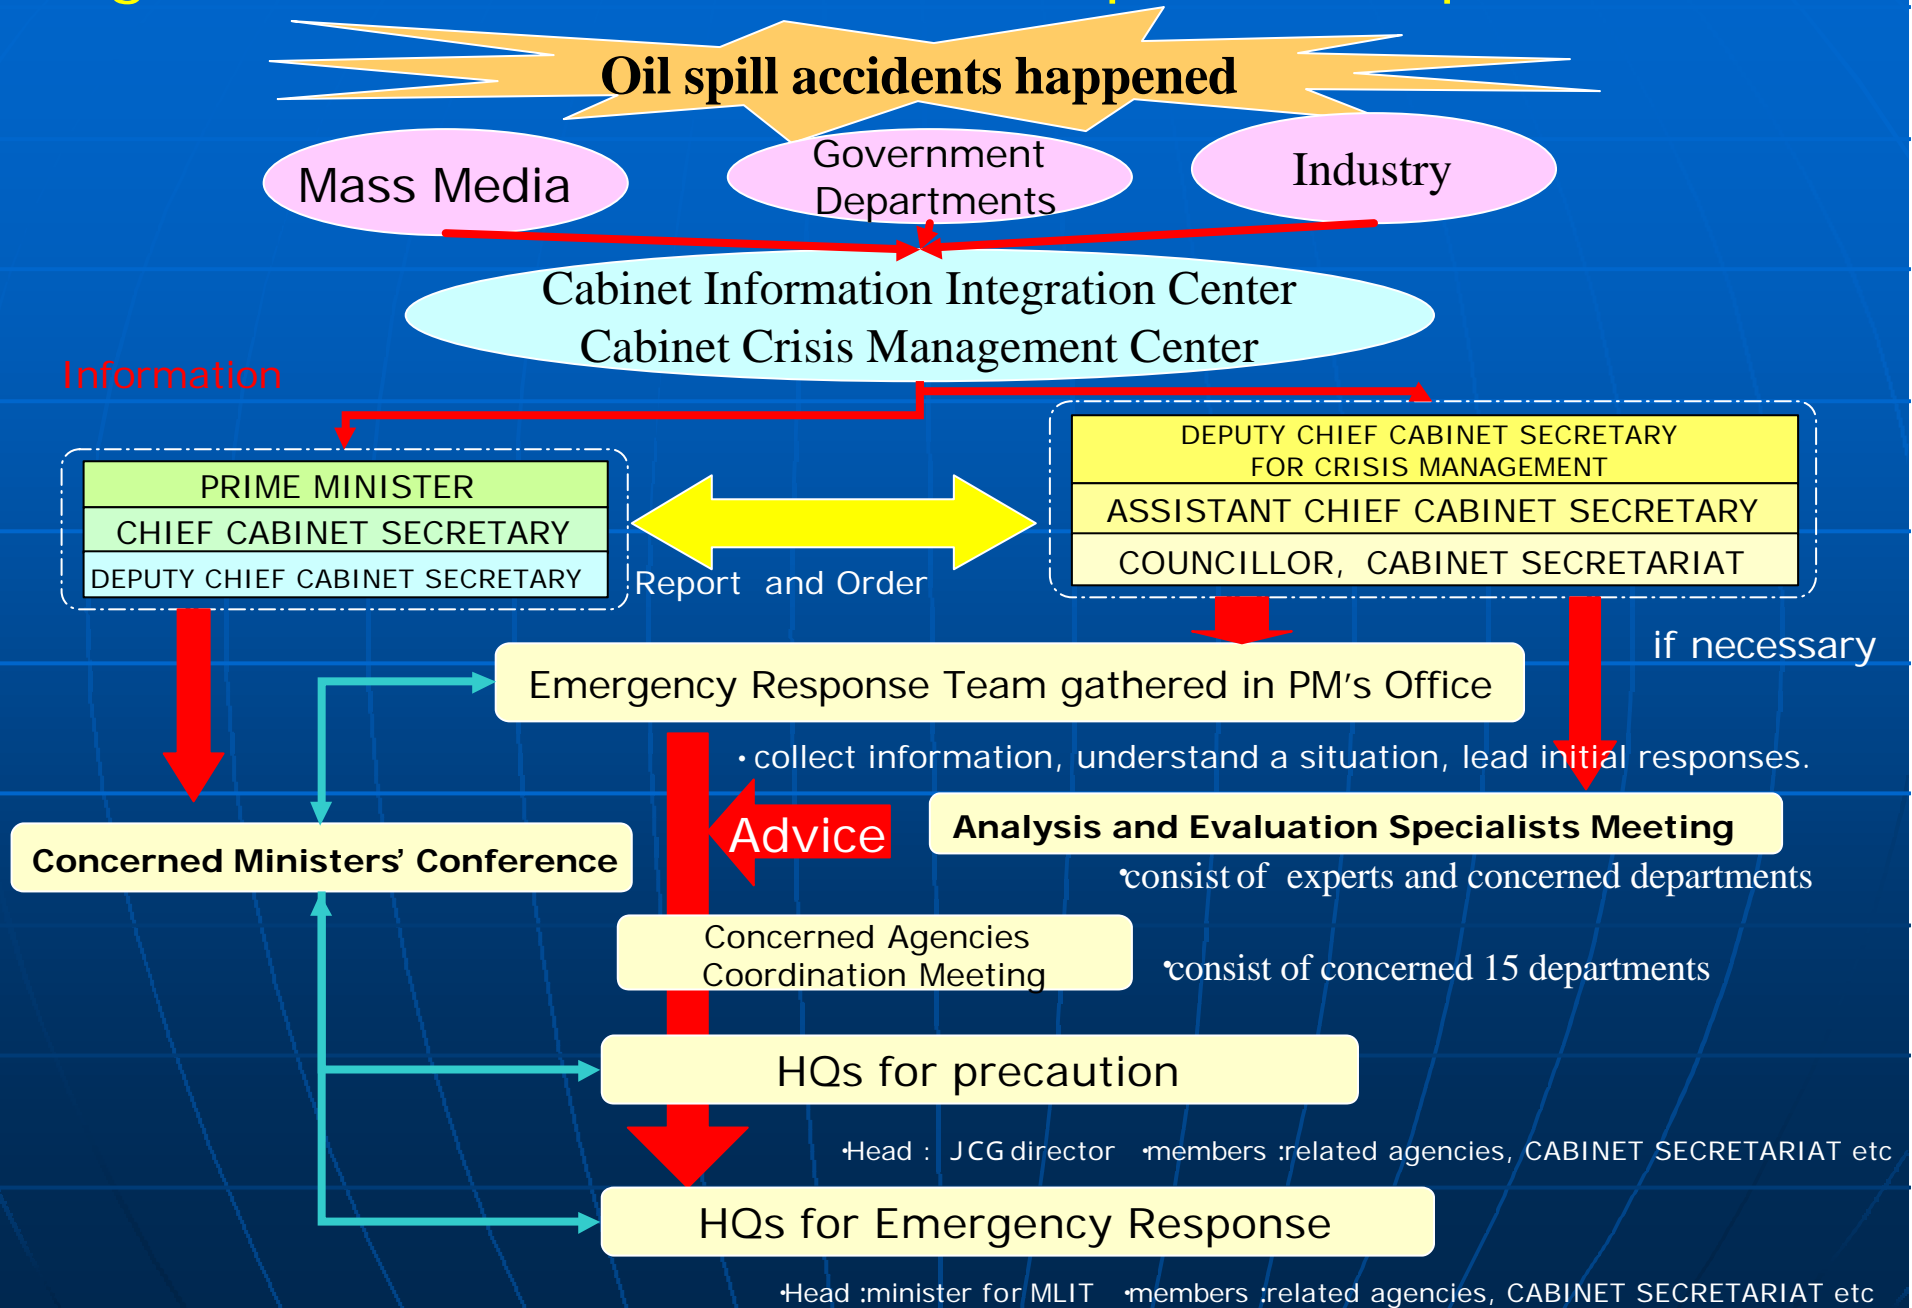 Oil spill accidents happened
Mass Media
Government
Departments
Industry
Cabinet Information Integration Center
Cabinet Crisis Management Center
Information
PRIME MINISTER
CHIEF CABINET SECRETARY
DEPUTY CHIEF CABINET SECRETARY
Report and Order
DEPUTY CHIEF CABINET SECRETARY
FOR CRISIS MANAGEMENT
ASSISTANT CHIEF CABINET SECRETARY
COUNCILLOR, CABINET SECRETARIAT
if necessary
Emergency Response Team gathered in PM's Office
・collect information, understand a situation, lead initial responses.
Advice
Analysis and Evaluation Specialists Meeting
・consist of experts and concerned departments
Concerned Ministers’ Conference
Concerned Agencies
Coordination Meeting
・consist of concerned 15 departments
HQs for precaution
・Head : JCG director ・members :related agencies, CABINET SECRETARIAT etc
HQs for Emergency Response
・Head :minister for MLIT ・members :related agencies, CABINET SECRETARIAT etc